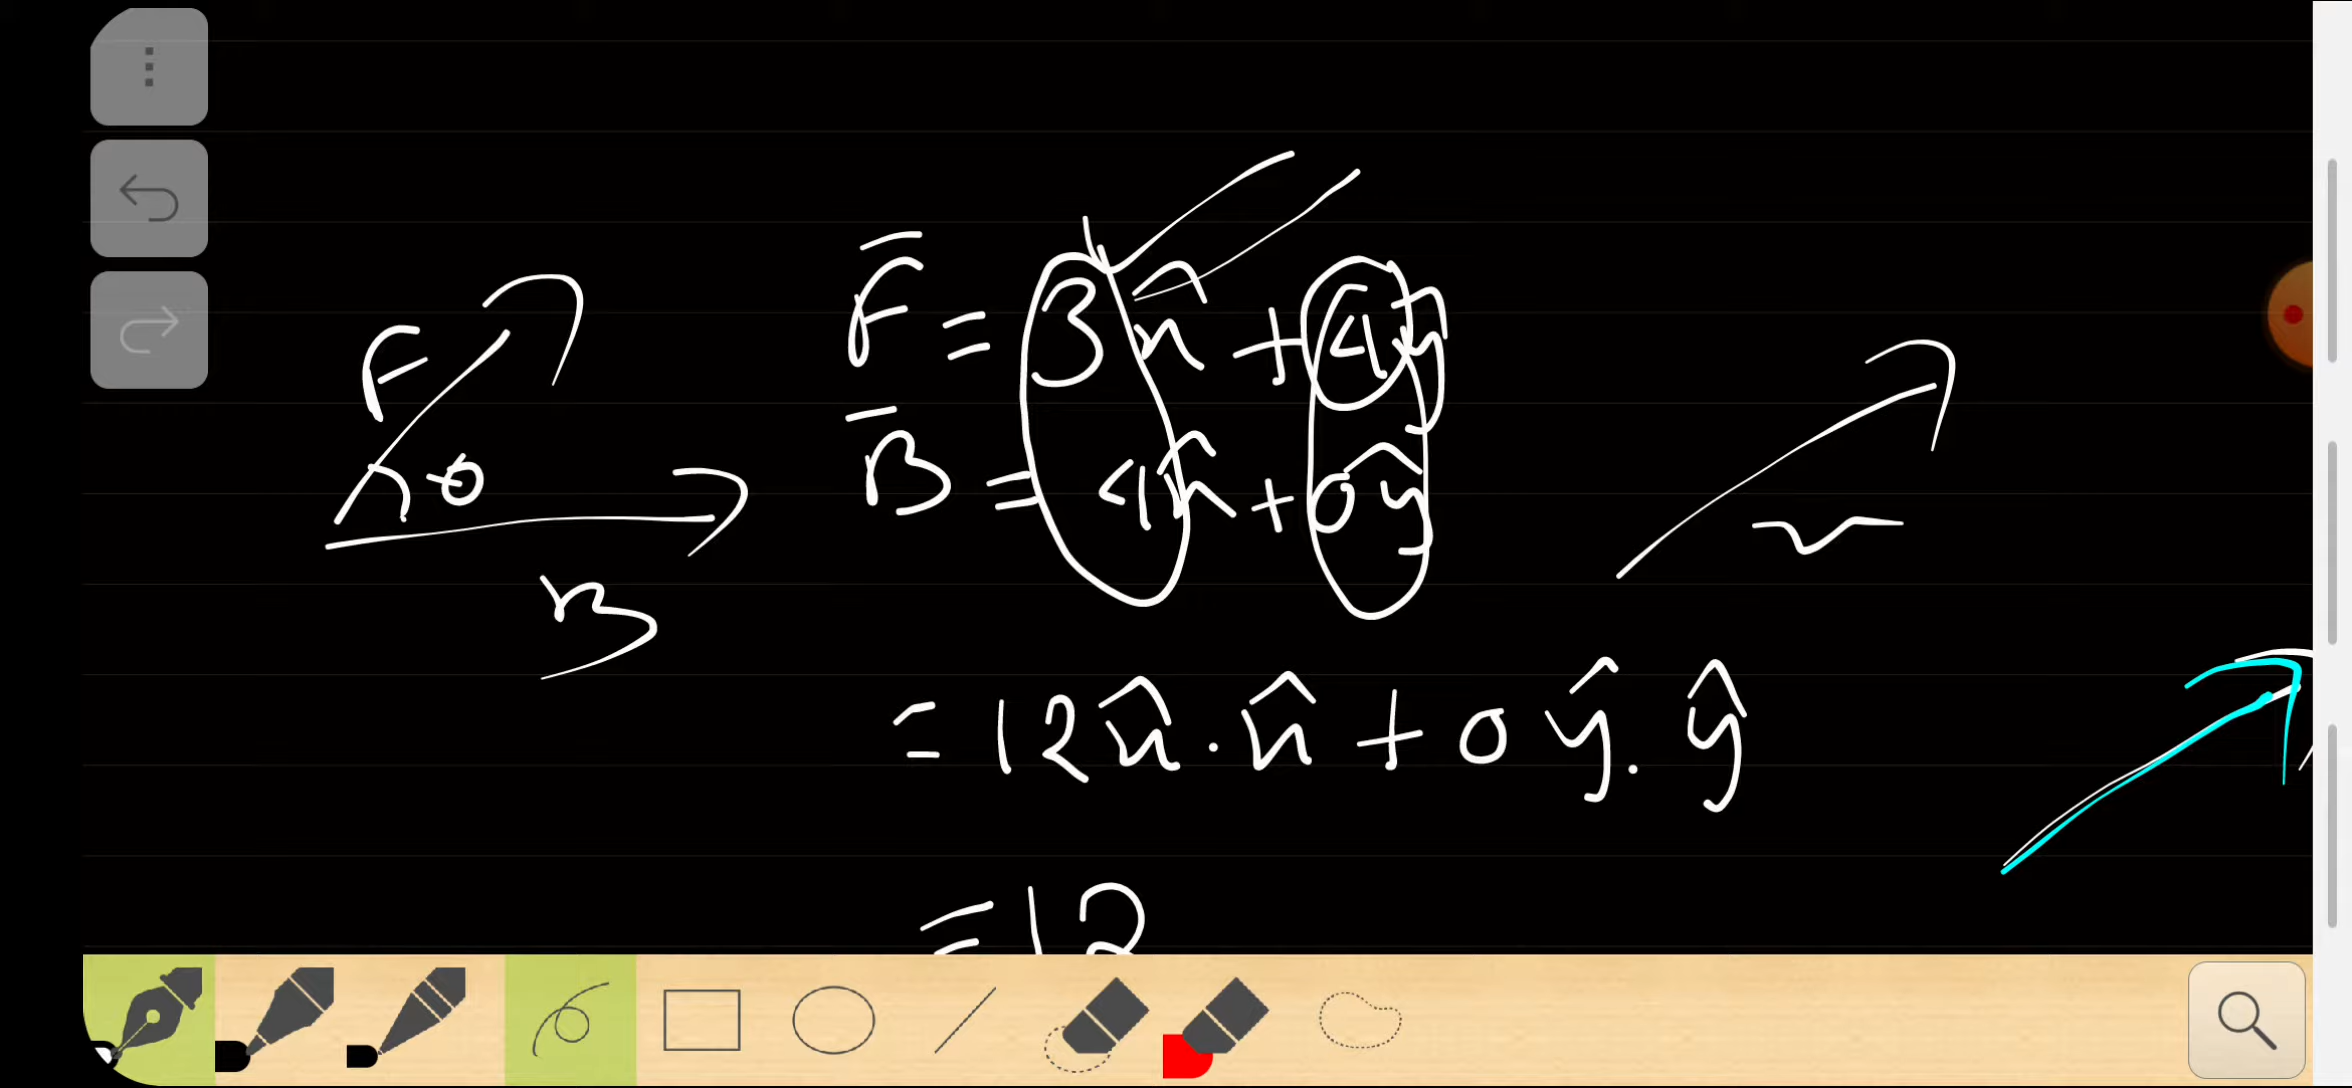 F̄ = 3x̂ + 4ŷ
F
B̄ = 4x̂ + 0ŷ
θ
B
= 12x̂·x̂ + 0ŷ·ŷ
= 12